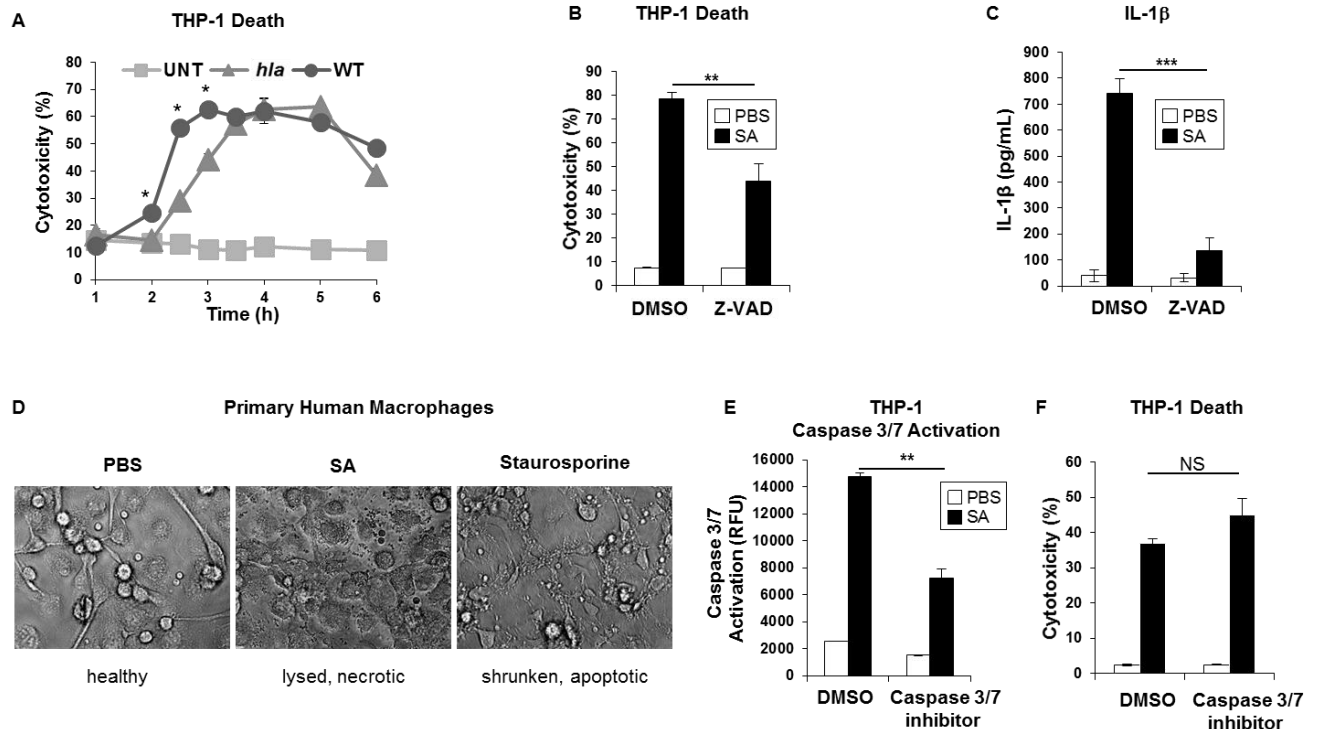 A
THP-1 Death
UNT hla WT
Cytotoxicity (%)
80
70
60
50
40
30
20
10
0
* * *
1 2 3 4 5 6
Time (h)
B
THP-1 Death
Cytotoxicity (%)
90
80
70
60
50
40
30
20
10
0
**
PBS
SA
DMSO Z-VAD
C
IL-1β
IL-1β (pg/mL)
900
800
700
600
500
400
300
200
100
0
***
PBS
SA
DMSO Z-VAD
D
Primary Human Macrophages
PBS SA Staurosporine
healthy lysed, necrotic shrunken, apoptotic
E
THP-1
Caspase 3/7 Activation
Caspase 3/7
Activation (RFU)
16000
14000
12000
10000
8000
6000
4000
2000
0
**
PBS
SA
DMSO Caspase 3/7
inhibitor
F
THP-1 Death
Cytotoxicity (%)
60
50
40
30
20
10
0
NS
DMSO Caspase 3/7
inhibitor